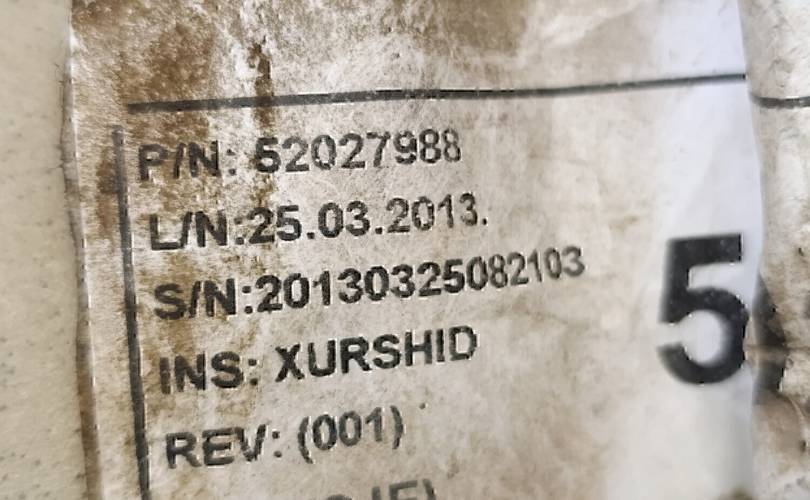 P/N: 52027988
L/N:25.03.2013.
S/N:20130325082103
INS: XURSHID
REV: (001)
5